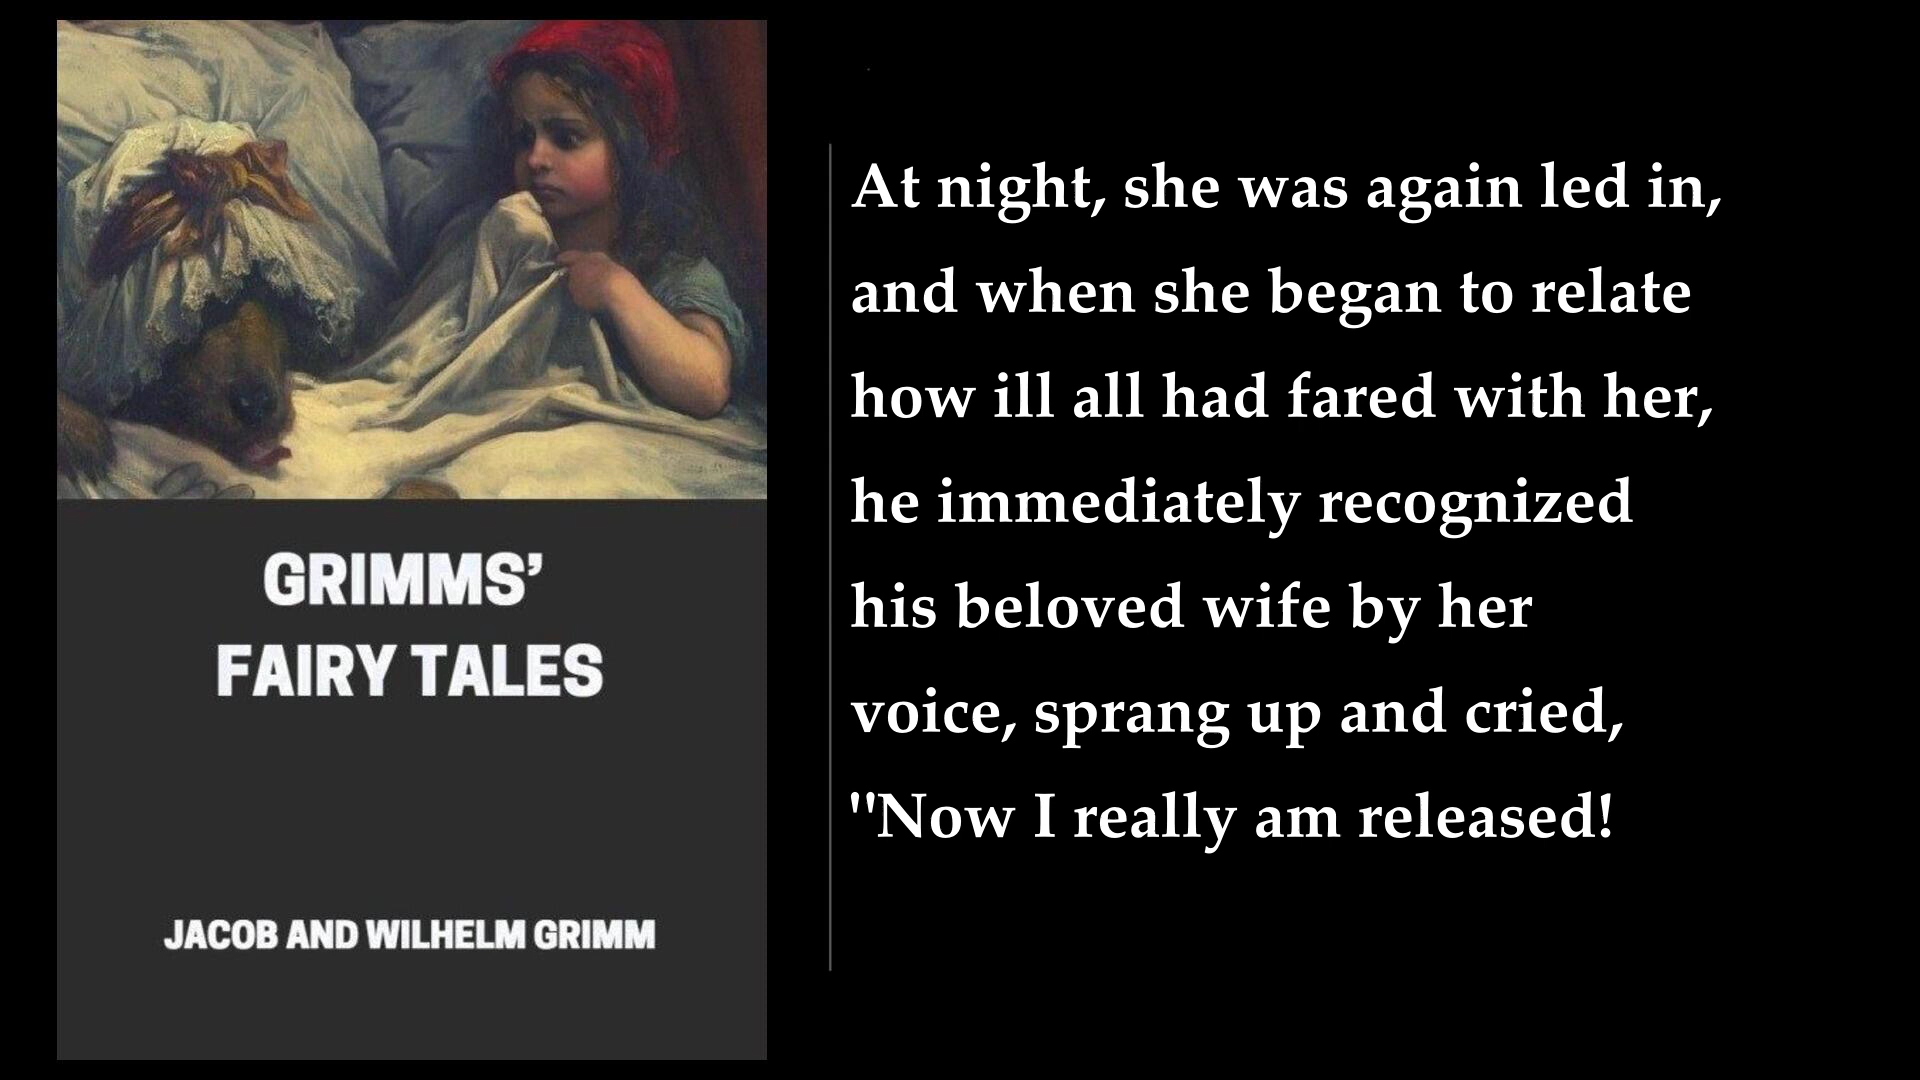 GRIMMS’
FAIRY TALES
JACOB AND WILHELM GRIMM
At night, she was again led in,
and when she began to relate
how ill all had fared with her,
he immediately recognized
his beloved wife by her
voice, sprang up and cried,
"Now I really am released!